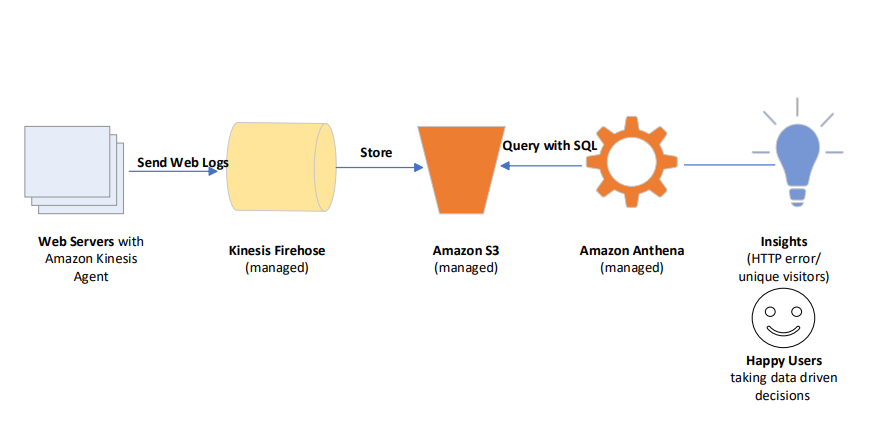 Send Web Logs
Store
Query with SQL
Web Servers with
Amazon Kinesis
Agent
Kinesis Firehose
(managed)
Amazon S3
(managed)
Amazon Anthena
(managed)
Insights
(HTTP error/
unique visitors)
Happy Users
taking data driven
decisions